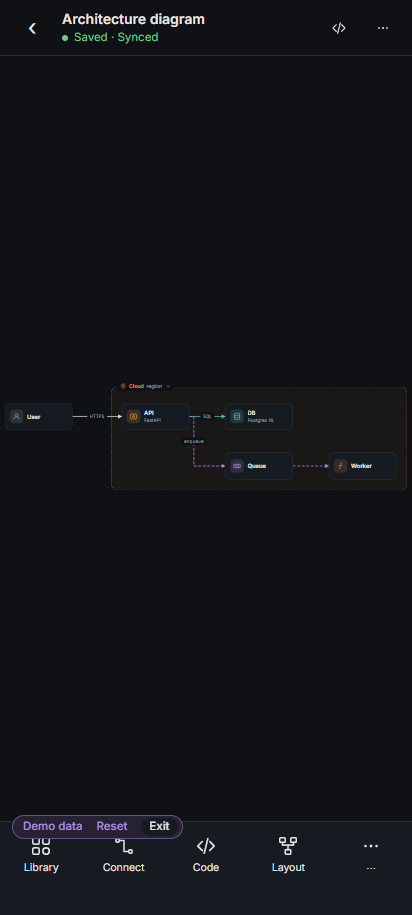 Architecture diagram
Saved · Synced
Cloud region
User
HTTPS
API
FastAPI
SQL
DB
Postgres 16
enqueue
Queue
Worker
Demo data
Reset
Exit
Library
Connect
Code
Layout
...